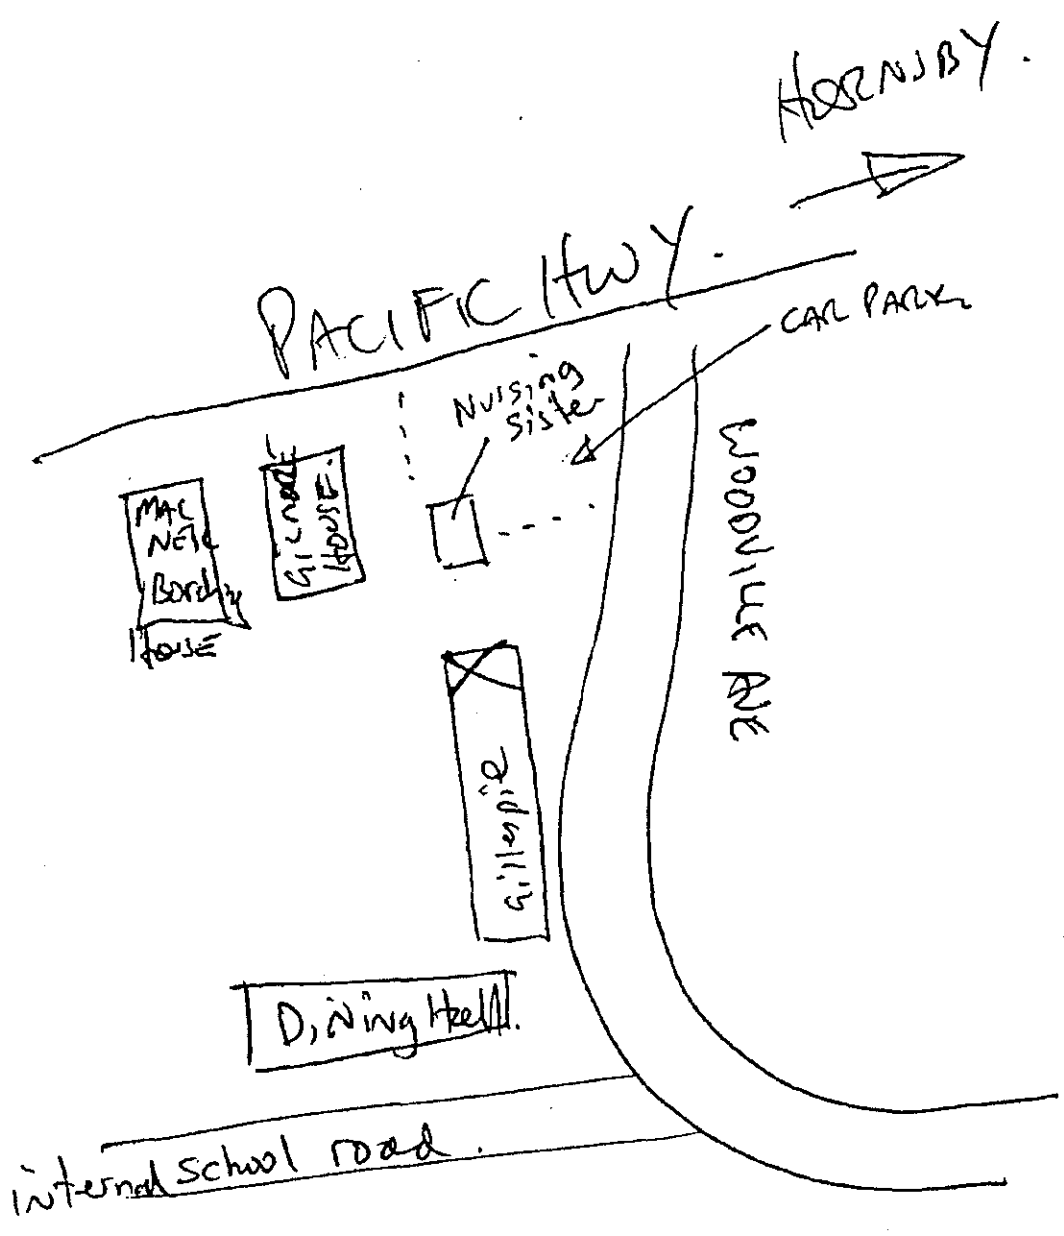 HORNSBY.
PACIFIC HWY.
CAR PARK
Nursing
Sister
WOODVILLE AVE
MAC
NEIL
Bording
HOUSE
HOUSE.
Gillespie
Dining Hall.
internal school road.